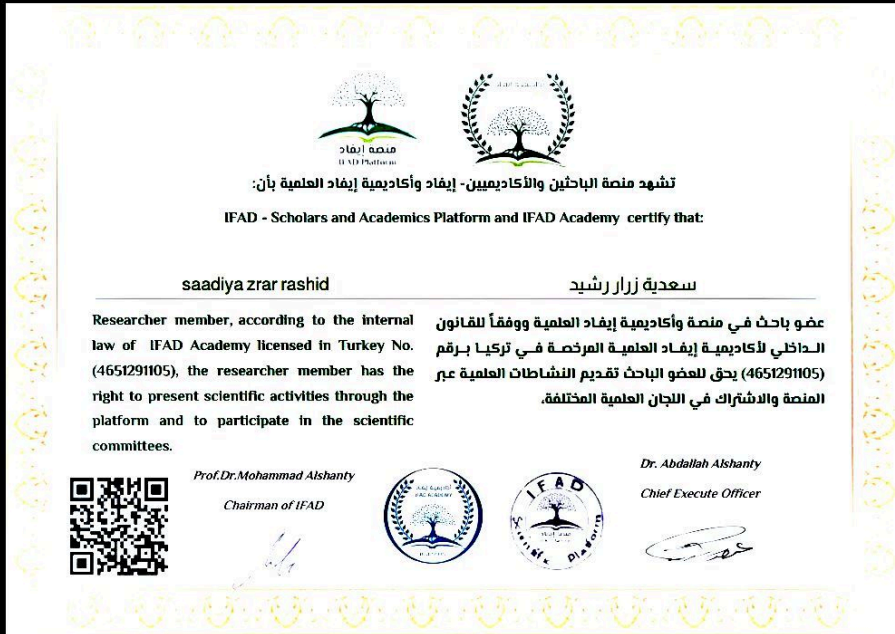 منصة إيفاد
IFAD Platform
تشهد منصة الباحثين والأكاديميين- إيفاد وأكاديمية إيفاد العلمية بأن:
IFAD - Scholars and Academics Platform and IFAD Academy certify that:
saadiya zrar rashid
Researcher member, according to the internal
law of IFAD Academy licensed in Turkey No.
(4651291105), the researcher member has the
right to present scientific activities through the
platform and to participate in the scientific
committees.
سعدية زرار رشيد
عضو باحث في منصة وأكاديمية إيفاد العلمية ووفقاً للقانون
الداخلي لأكاديمية إيفاد العلمية المرخصة في تركيا برقم
(4651291105) يحق للعضو الباحث تقديم النشاطات العلمية عبر
المنصة والاشتراك في اللجان العلمية المختلفة.
Prof.Dr.Mohammad Alshanty
Chairman of IFAD
IFAD ACADEMY
IFAD
Scientific Platform
Dr. Abdallah Alshanty
Chief Execute Officer